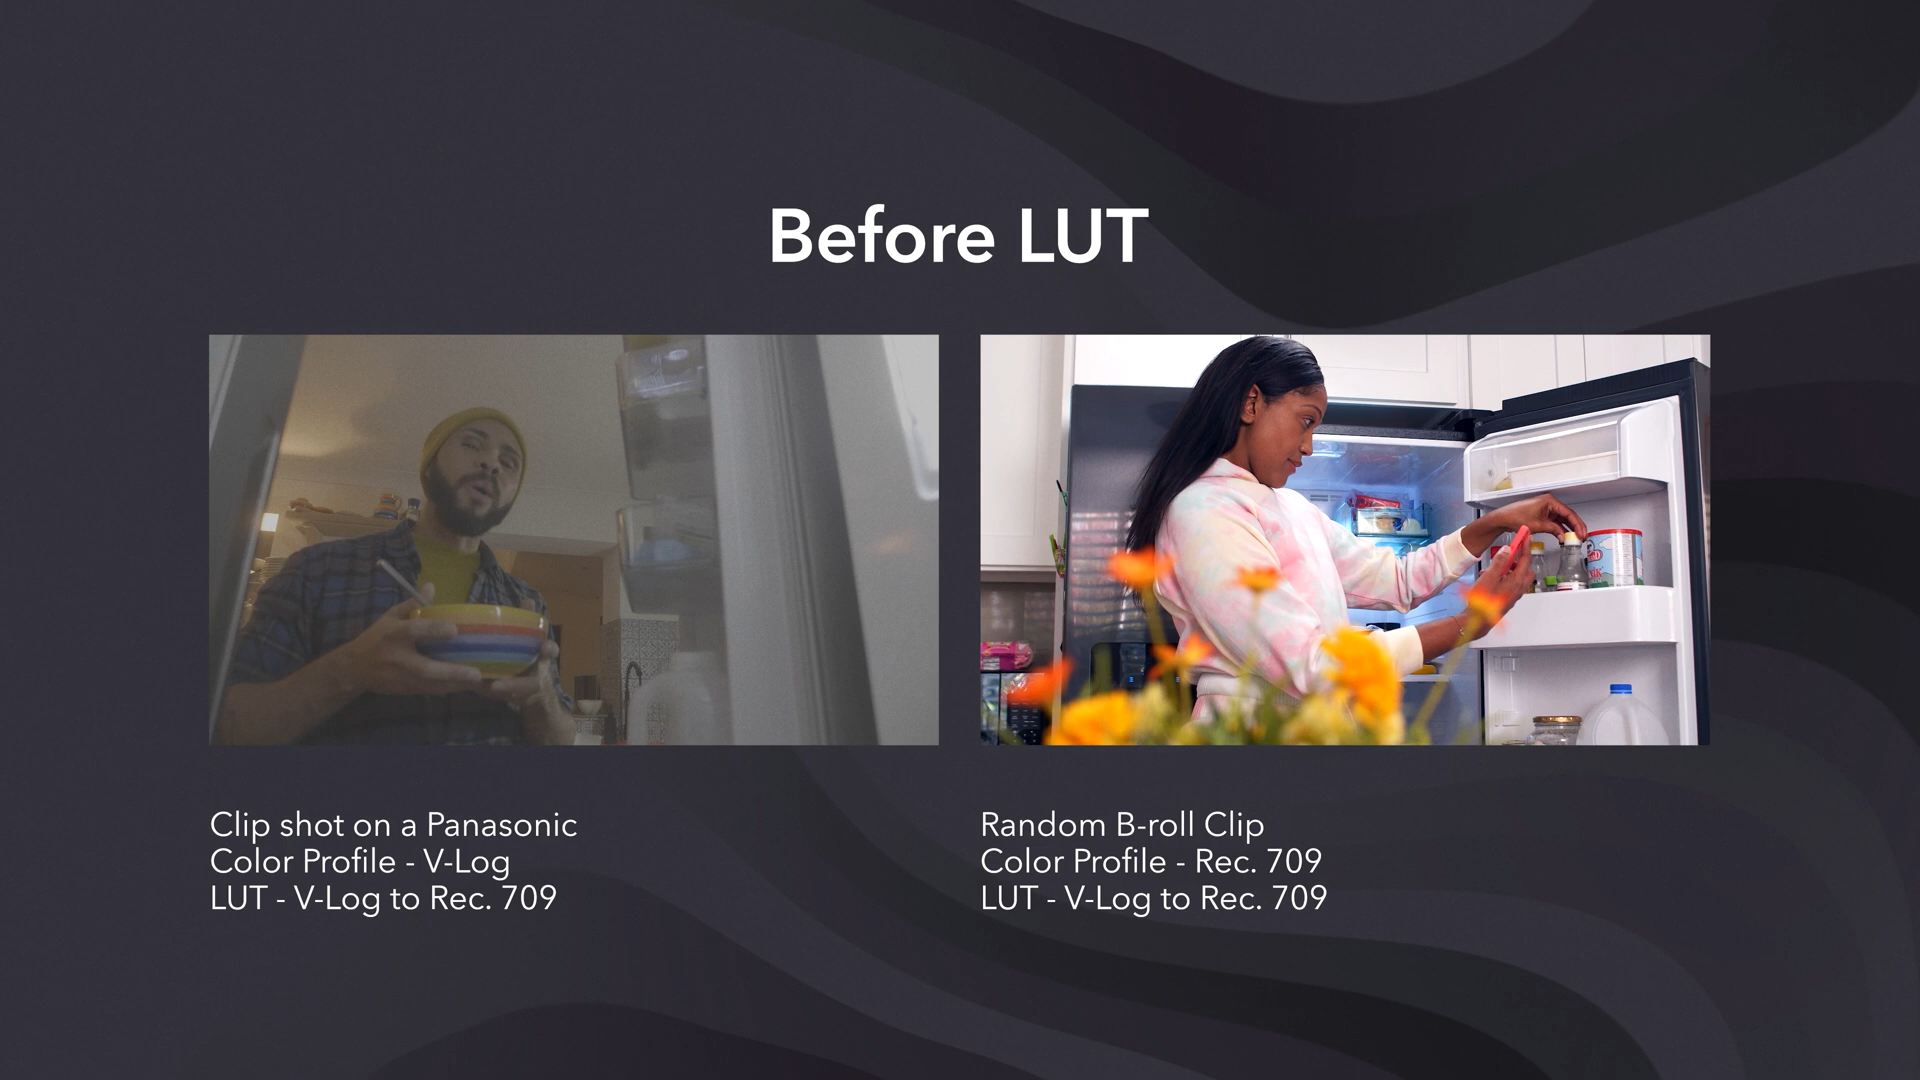 Before LUT
Clip shot on a Panasonic
Color Profile - V-Log
LUT - V-Log to Rec. 709
Random B-roll Clip
Color Profile - Rec. 709
LUT - V-Log to Rec. 709